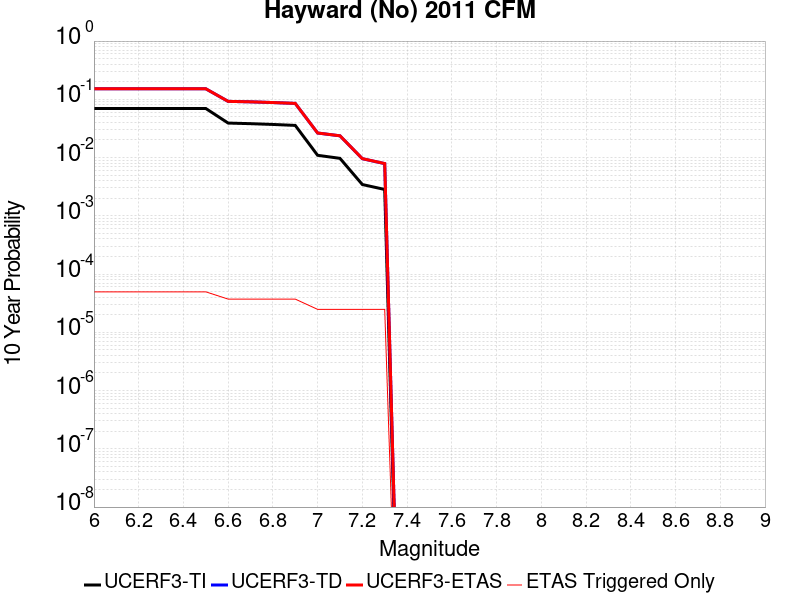 Hayward (No) 2011 CFM
10^0
10^-1
10^-2
10^-3
10^-4
10^-5
10^-6
10^-7
10^-8
10 Year Probability
6 6.2 6.4 6.6 6.8 7 7.2 7.4 7.6 7.8 8 8.2 8.4 8.6 8.8 9
Magnitude
UCERF3-TI UCERF3-TD UCERF3-ETAS ETAS Triggered Only